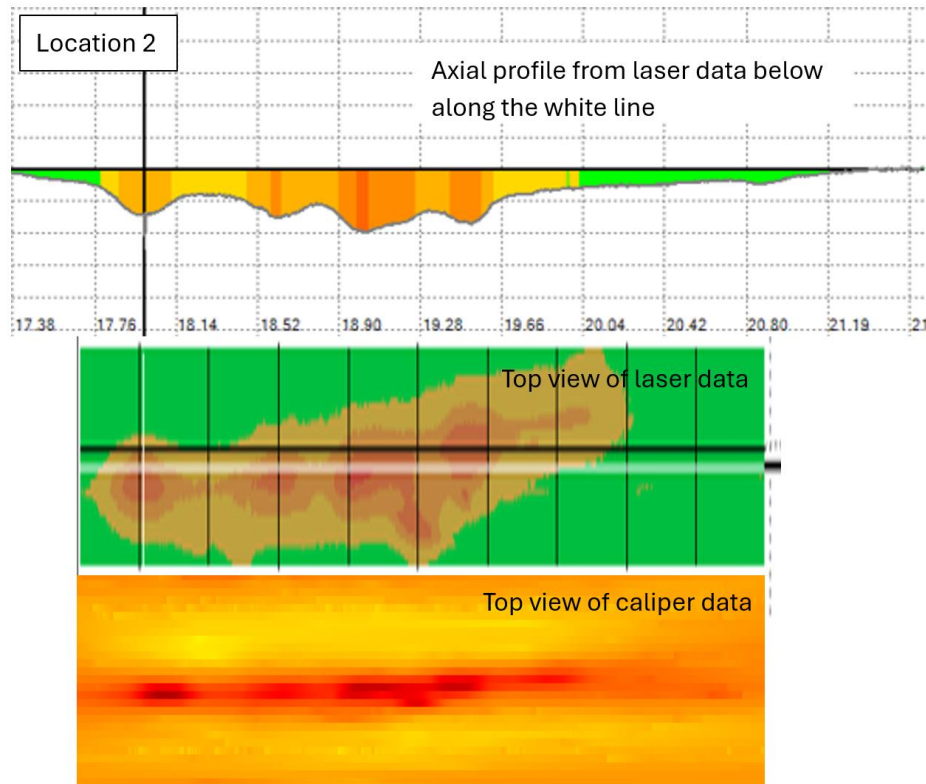 Location 2
Axial profile from laser data below
along the white line
17.38 17.76 18.14 18.52 18.90 19.28 19.66 20.04 20.42 20.80 21.19 21
Top view of laser data
Top view of caliper data